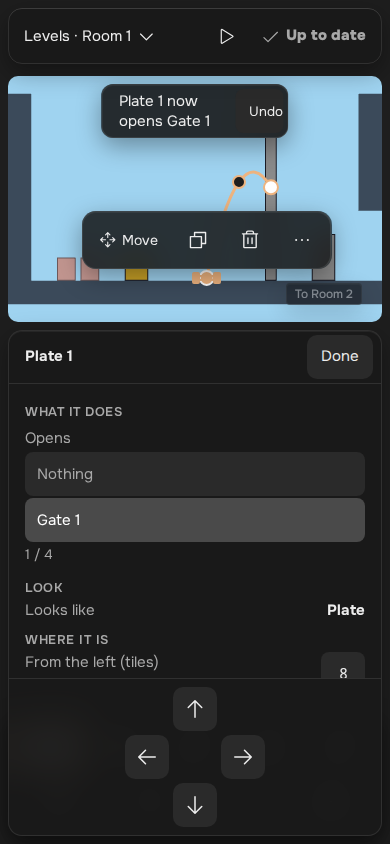 Levels · Room 1
Up to date
Plate 1 now
opens Gate 1
Undo
Move
To Room 2
Plate 1
Done
WHAT IT DOES
Opens
Nothing
Gate 1
1 / 4
LOOK
Looks like
Plate
WHERE IT IS
From the left (tiles)
8